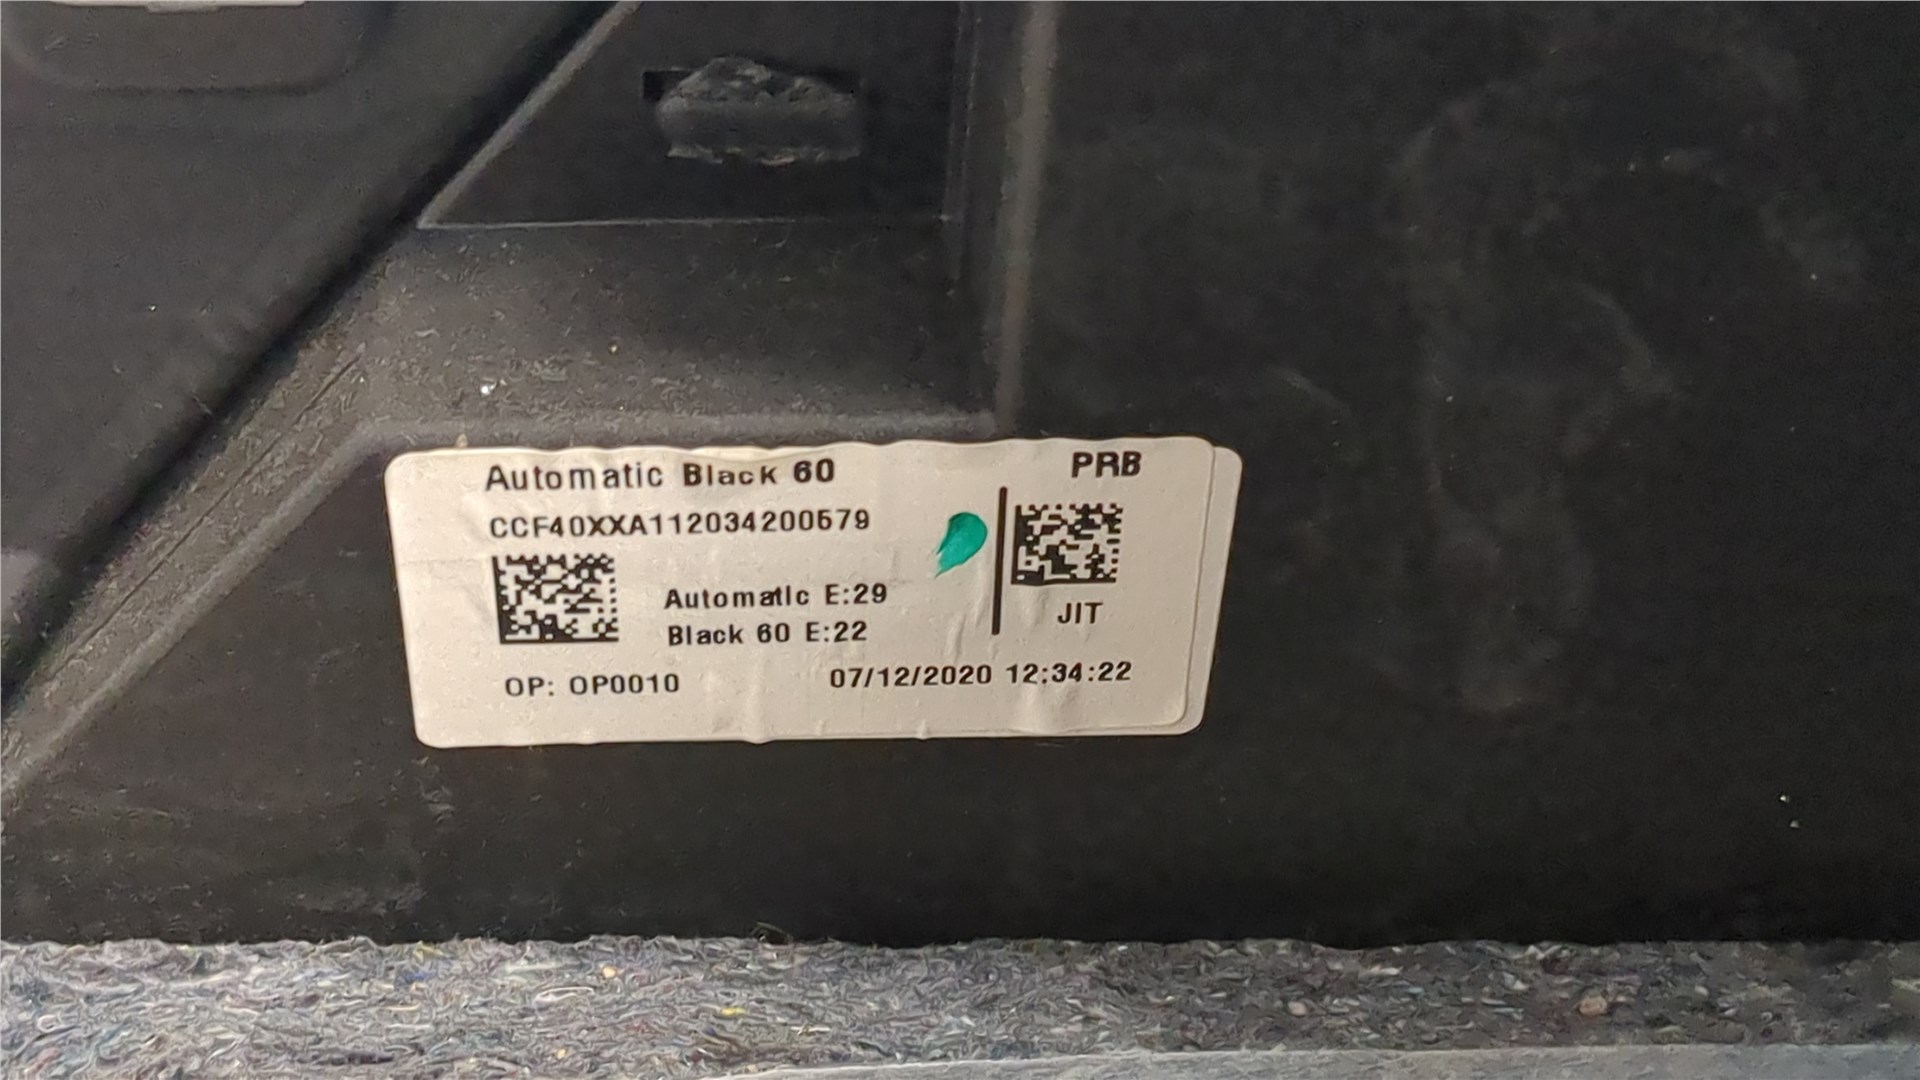 Automatic Black 60
PRB
CCF40XXA112034200579
Automatic E:29
Black 60 E:22
JIT
OP: OP0010
07/12/2020 12:34:22